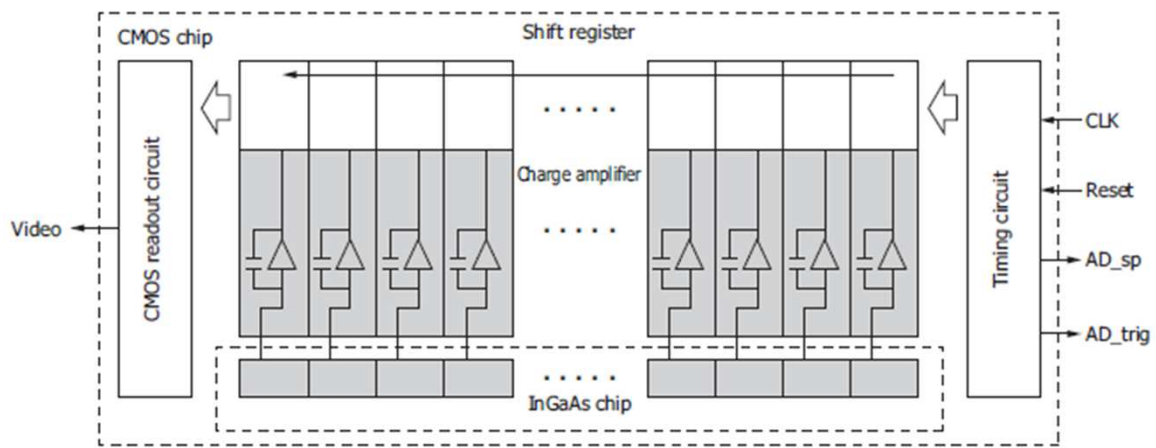 CMOS chip
Shift register
CLK
Charge amplifier
Reset
Video
CMOS readout circuit
Timing circuit
AD_sp
AD_trig
InGaAs chip